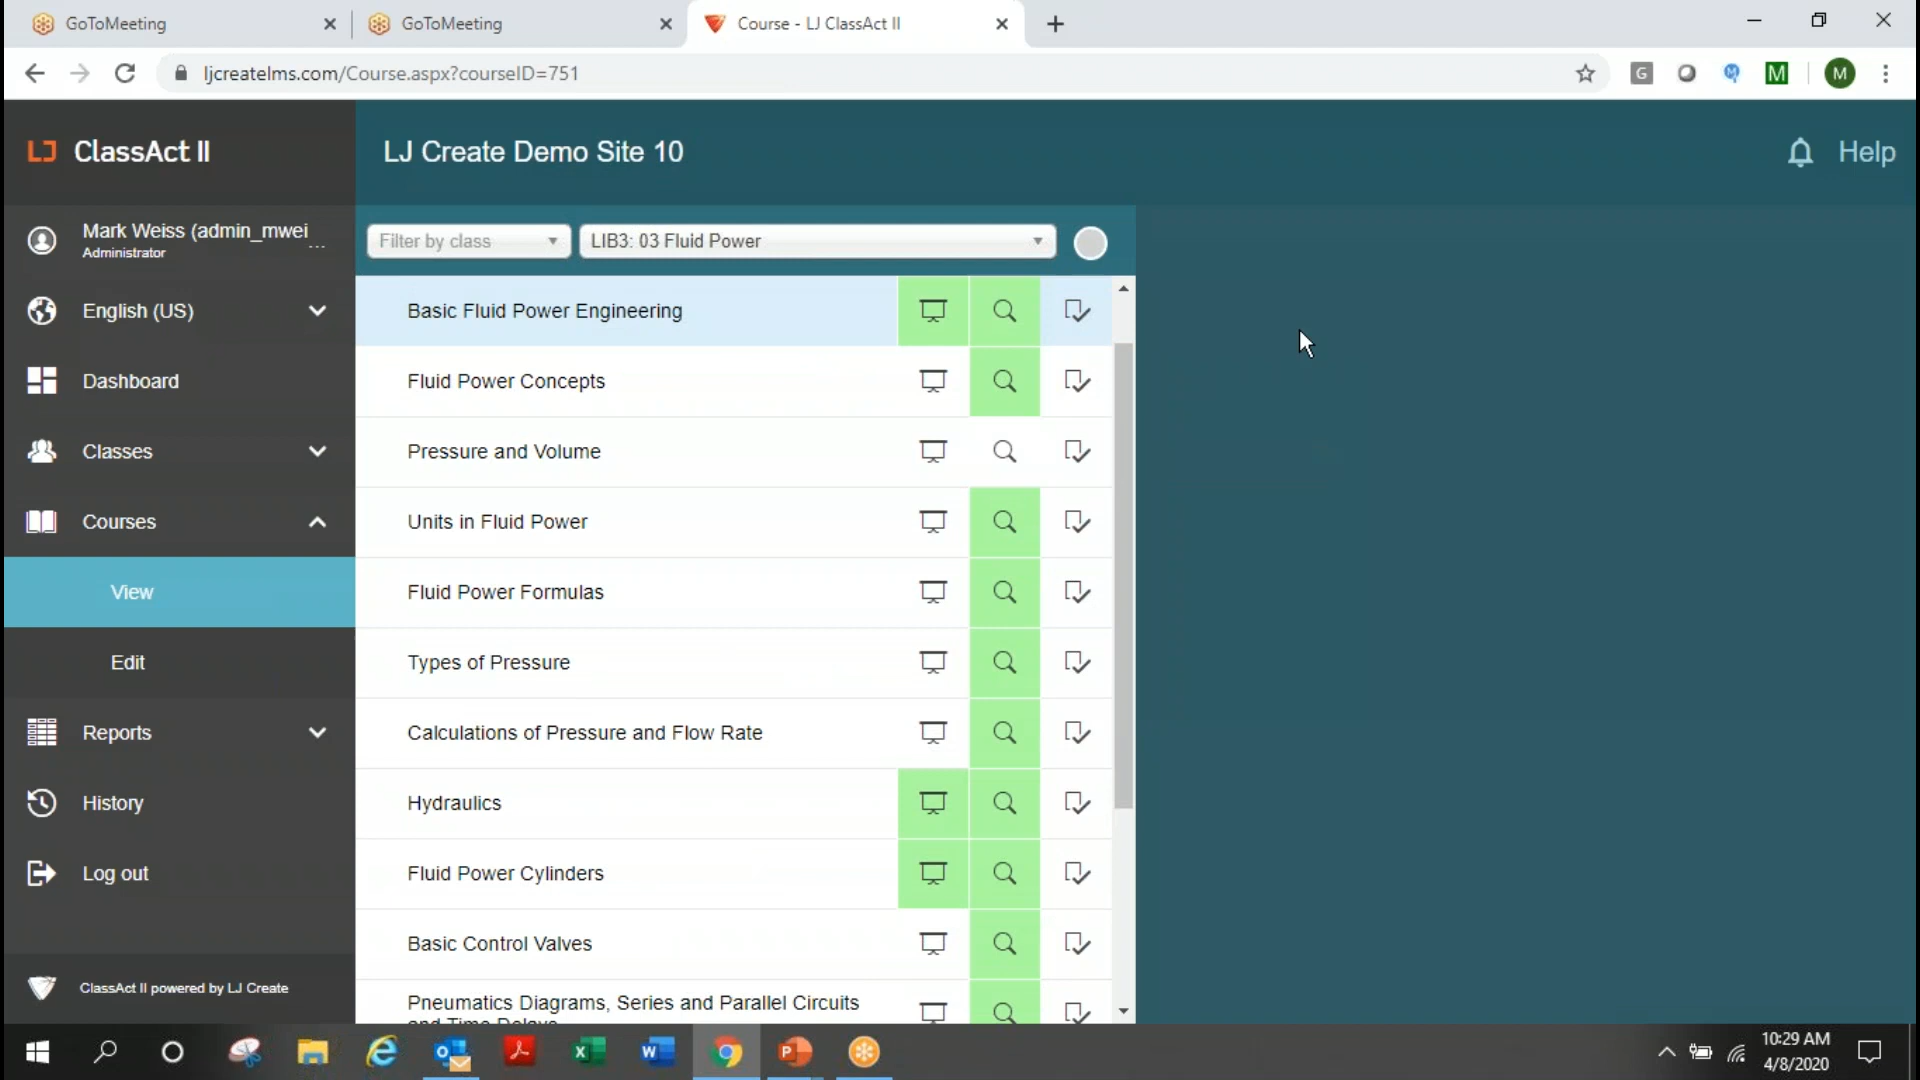 GoToMeeting
GoToMeeting
Course - LJ ClassAct II
ljcreatelms.com/Course.aspx?courseID=751
G
M
M
M
LJ ClassAct II
LJ Create Demo Site 10
Help
Mark Weiss (admin_mwei
...
Administrator
Filter by class
LIB3: 03 Fluid Power
English (US)
Dashboard
Classes
Courses
View
Edit
Reports
History
Log out
ClassAct II powered by LJ Create
Basic Fluid Power Engineering
Fluid Power Concepts
Pressure and Volume
Units in Fluid Power
Fluid Power Formulas
Types of Pressure
Calculations of Pressure and Flow Rate
Hydraulics
Fluid Power Cylinders
Basic Control Valves
Pneumatics Diagrams, Series and Parallel Circuits
and Time Delays
10:29 AM
4/8/2020